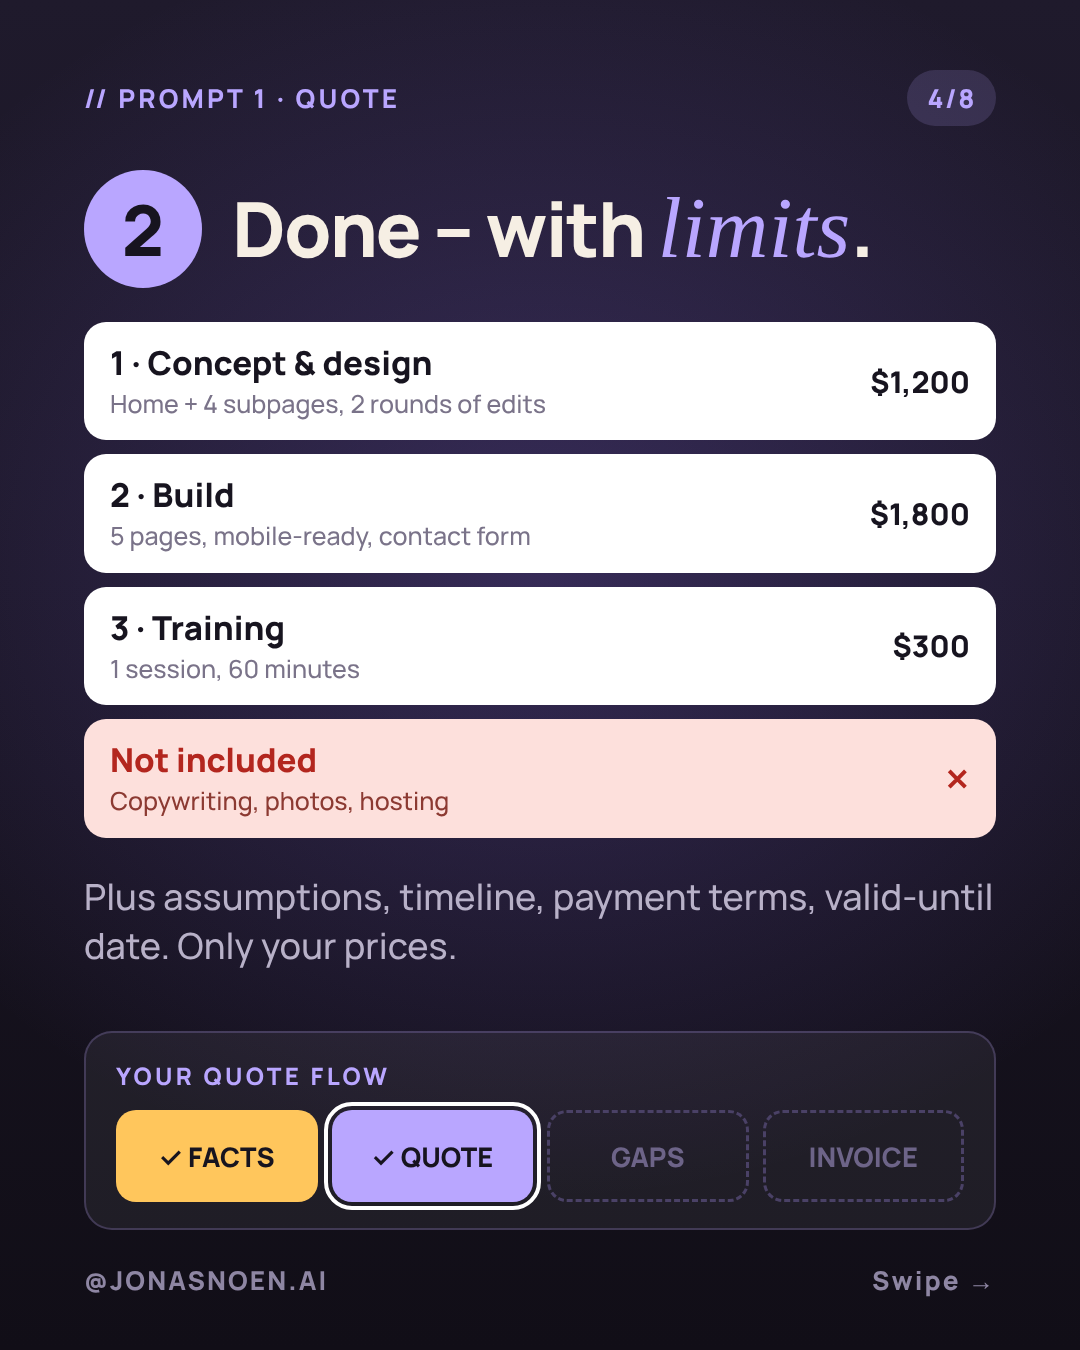 // PROMPT 1 · QUOTE
4/8
2
Done – with limits.
1 · Concept & design
Home + 4 subpages, 2 rounds of edits
$1,200
2 · Build
5 pages, mobile-ready, contact form
$1,800
3 · Training
1 session, 60 minutes
$300
Not included
Copywriting, photos, hosting
×
Plus assumptions, timeline, payment terms, valid-until
date. Only your prices.
YOUR QUOTE FLOW
✓ FACTS
✓ QUOTE
GAPS
INVOICE
@JONASNOEN.AI
Swipe →